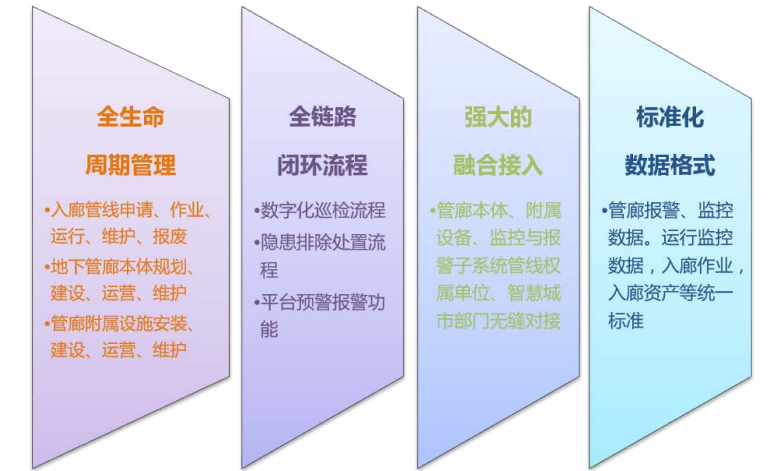 全生命
周期管理
•入廊管线申请、作业、
运行、维护、报废
•地下管廊本体规划、
建设、运营、维护
•管廊附属设施安装、
建设、运营、维护
全链路
闭环流程
•数字化巡检流程
•隐患排除处置流
程
•平台预警报警功
能
强大的
融合接入
•管廊本体、附属
设备、监控与报
警子系统管线权
属单位、智慧城
市部门无缝对接
标准化
数据格式
•管廊报警、监控
数据。运行监控
数据，入廊作业，
入廊资产等统一
标准